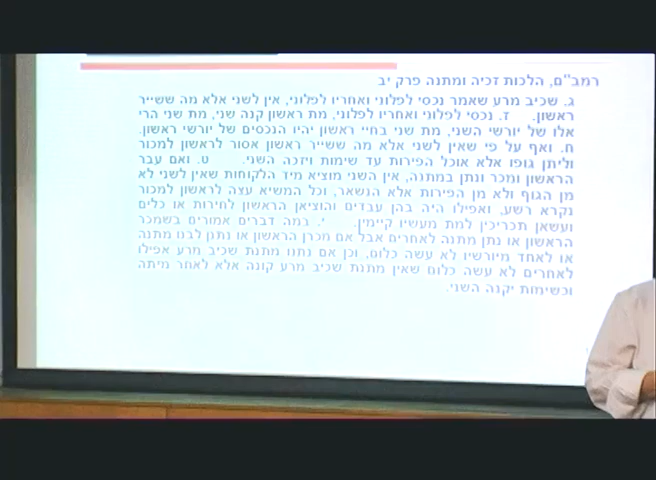 רמב"ם, הלכות זכיה ומתנה פרק יב
ג. שכיב מרע שאמר נכסי לפלוני ואחריו לפלוני, אין לשני אלא מה ששייר
ראשון. ז. נכסי לפלוני ואחריו לפלוני, מת ראשון קנה שני, מת שני הרי
אלו של יורשי השני, מת שני בחיי ראשון יהיו הנכסים של יורשי ראשון.
ח. ואף על פי שאין לשני אלא מה ששייר ראשון אסור לראשון למכור
וליתן גופו אלא אוכל הפירות עד שימות ויזכה השני. ט. ואם עבר
הראשון ומכר ונתן במתנה, אין השני מוציא מיד הלקוחות שאין לשני לא
מן הגוף ולא מן הפירות אלא הנשאר, וכל המשיא עצה לראשון למכור
נקרא רשע, ואפילו היה בהן עבדים והוציאן הראשון לחירות או כלים
ועשאן תכריכין למת מעשיו קיימין. י. במה דברים אמורים בשמכר
הראשון או נתן מתנה לאחרים אבל אם מכרן הראשון או נתנן לבנו מתנה
או לאחד מיורשיו לא עשה כלום, וכן אם נתנו מתנת שכיב מרע אפילו
לאחרים לא עשה כלום שאין מתנת שכיב מרע קונה אלא לאחר מיתה
וכשימות יקנה השני.